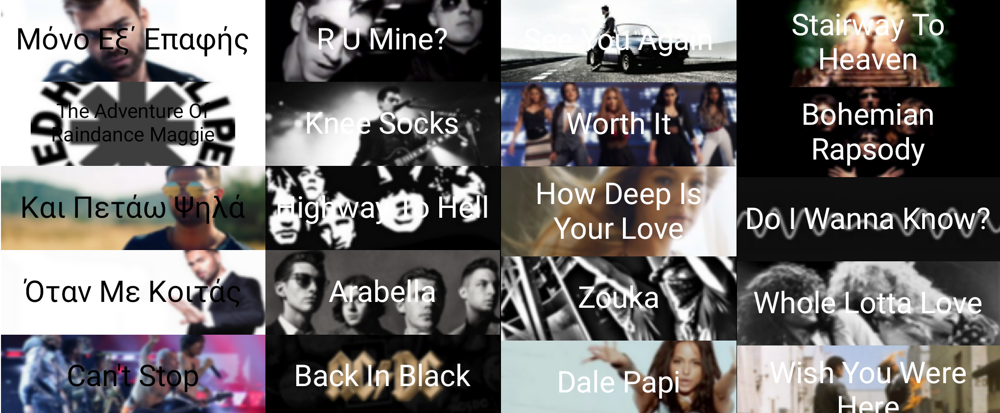 Μόνο Εξ΄ Επαφής
The Adventure Of
Raindance Maggie
Και Πετάω Ψηλά
Όταν Με Κοιτάς
Can't Stop
R U Mine?
Knee Socks
Highway To Hell
Arabella
Back In Black
AC/DC
See You Again
Worth It
How Deep Is
Your Love
Zouka
Dale Papi
Stairway To
Heaven
Bohemian
Rapsody
Do I Wanna Know?
Whole Lotta Love
Wish You Were
Here